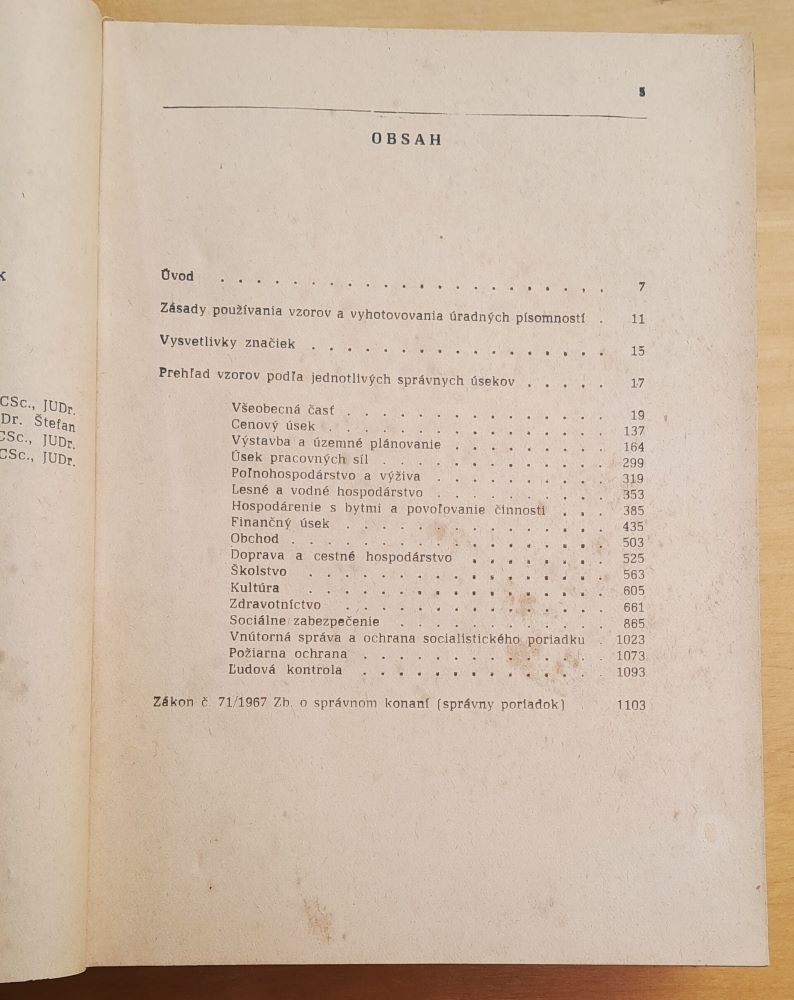 K
CSc., JUDr.
Dr. Štefan
CSc., JUDr.
CSc., JUDr.
5
OBSAH
Úvod . . . . . . . . . . . . . . . . . . . . 7
Zásady používania vzorov a vyhotovovania úradných písomností . 11
Vysvetlivky značiek . . . . . . . . . . . . . . . 15
Prehľad vzorov podľa jednotlivých správnych úsekov . . . . . 17
Všeobecná časť . . . . . . . . . . . . . 19
Cenový úsek . . . . . . . . . . . . . . 137
Výstavba a územné plánovanie . . . . . . . . 164
Úsek pracovných síl . . . . . . . . . . . . 299
Poľnohospodárstvo a výživa . . . . . . . . . 319
Lesné a vodné hospodárstvo . . . . . . . . . 353
Hospodárenie s bytmi a povoľovanie činnosti . . . 385
Finančný úsek . . . . . . . . . . . . . 435
Obchod . . . . . . . . . . . . . . . . 503
Doprava a cestné hospodárstvo . . . . . . . . 525
Školstvo . . . . . . . . . . . . . . . 563
Kultúra . . . . . . . . . . . . . . . 605
Zdravotníctvo . . . . . . . . . . . . . 661
Sociálne zabezpečenie . . . . . . . . . . . 865
Vnútorná správa a ochrana socialistického poriadku . 1023
Požiarna ochrana . . . . . . . . . . . . 1073
Ľudová kontrola . . . . . . . . . . . . 1093
Zákon č. 71/1967 Zb. o správnom konaní (správny poriadok) 1103